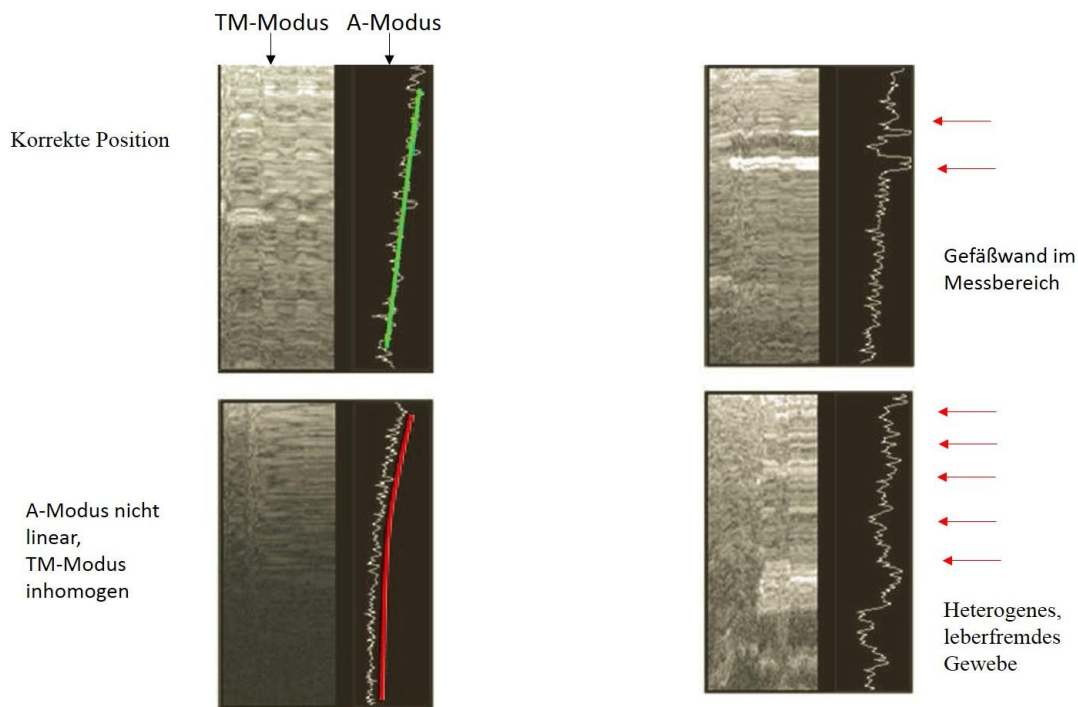 TM-Modus
A-Modus
Korrekte Position
Gefäßwand im
Messbereich
A-Modus nicht
linear,
TM-Modus
inhomogen
Heterogenes,
leberfremdes
Gewebe